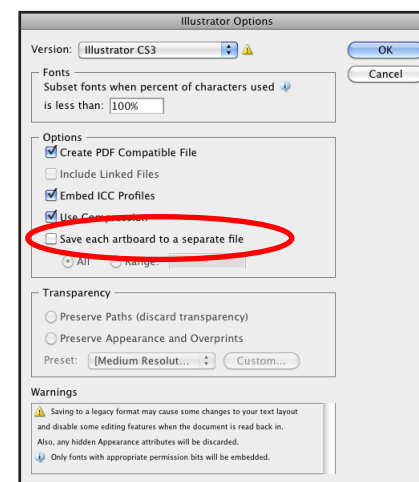 Illustrator Options
Version: Illustrator CS3
OK
Cancel
Fonts
Subset fonts when percent of characters used
is less than: 100%
Options
Create PDF Compatible File
Include Linked Files
Embed ICC Profiles
Use Compression
Save each artboard to a separate file
All Range:
Transparency
Preserve Paths (discard transparency)
Preserve Appearance and Overprints
Preset: [Medium Resolut... Custom...
Warnings
Saving to a legacy format may cause some changes to your text layout
and disable some editing features when the document is read back in.
Also, any hidden Appearance attributes will be discarded.
Only fonts with appropriate permission bits will be embedded.